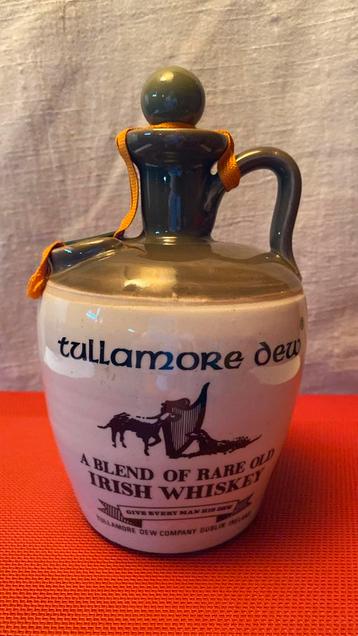 tullamore dew®
A BLEND OF RARE OLD
IRISH WHISKEY
GIVE EVERY MAN HIS DEW
TULLAMORE DEW COMPANY DUBLIN IRELAND